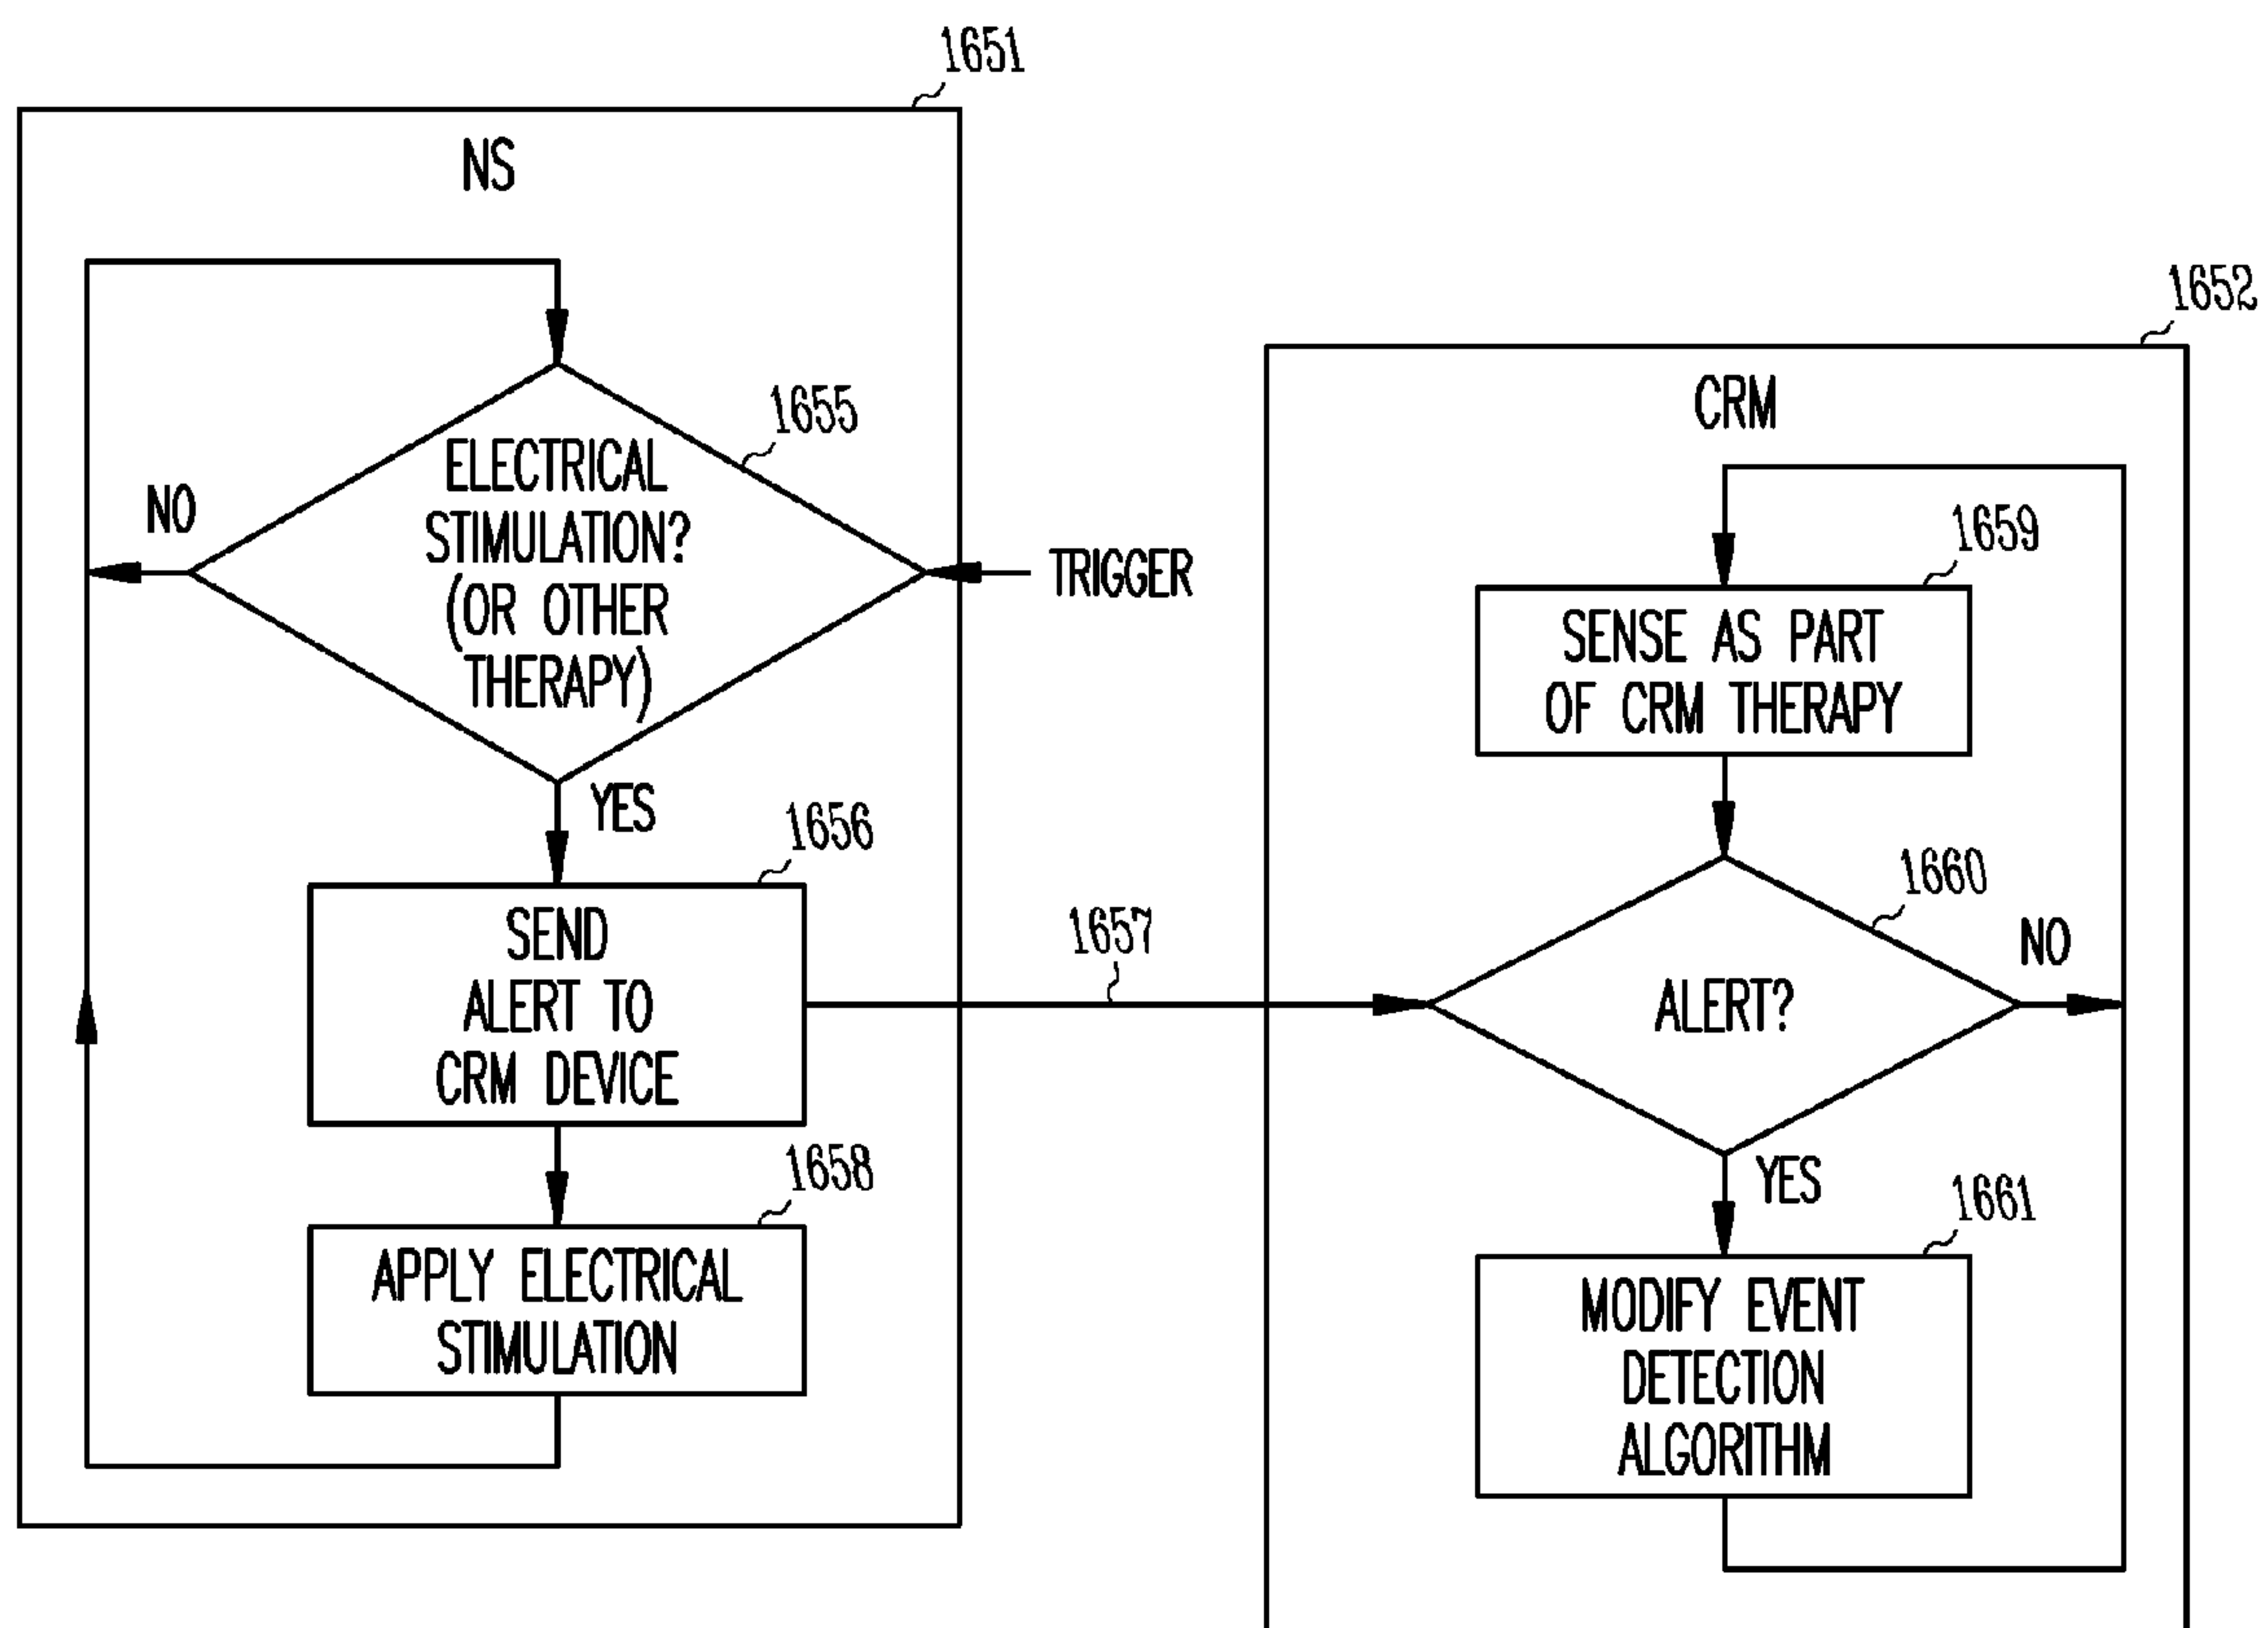 1651
NS
1655
ELECTRICAL
STIMULATION?
(OR OTHER
THERAPY)
NO
TRIGGER
YES
1656
SEND
ALERT TO
CRM DEVICE
1657
1658
APPLY ELECTRICAL
STIMULATION
1652
CRM
1659
SENSE AS PART
OF CRM THERAPY
1660
ALERT?
NO
YES
1661
MODIFY EVENT
DETECTION
ALGORITHM